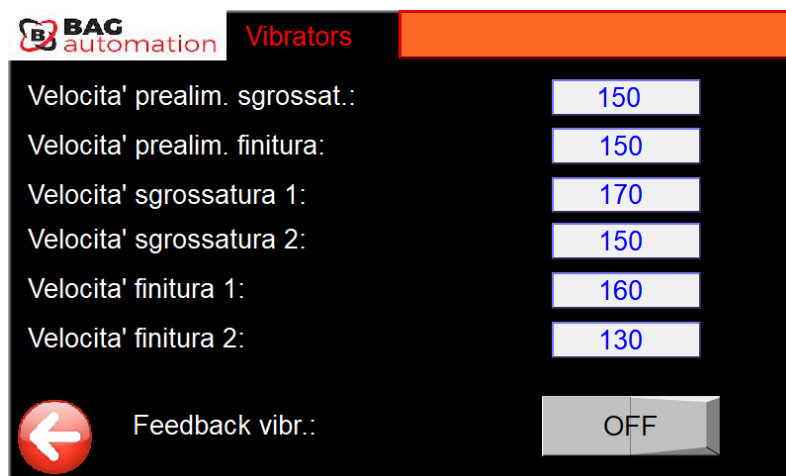 BAG
automation
Vibrators
Velocita' prealim. sgrossat.: 150
Velocita' prealim. finitura: 150
Velocita' sgrossatura 1: 170
Velocita' sgrossatura 2: 150
Velocita' finitura 1: 160
Velocita' finitura 2: 130
Feedback vibr.: OFF